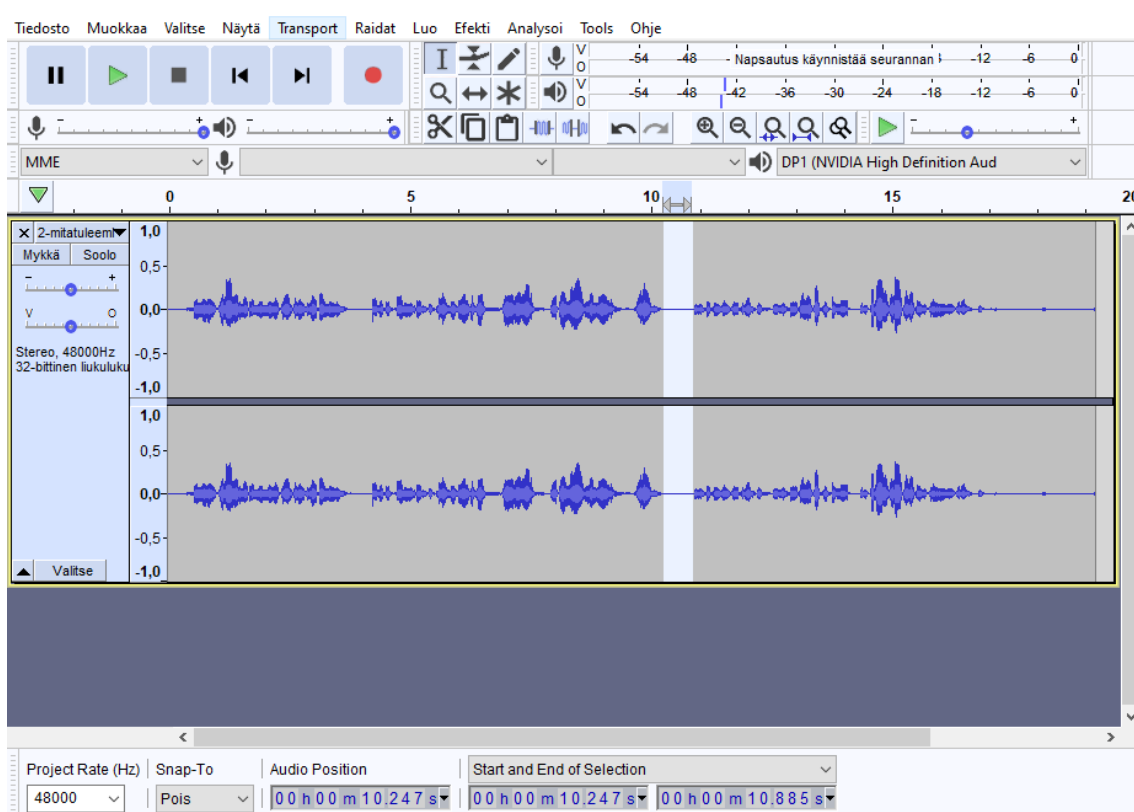 Tiedosto Muokkaa Valitse Näytä Transport Raidat Luo Efekti Analysoi Tools Ohje
V O -54 -48 - Napsautus käynnistää seurannan -12 -6 0
V O -54 -48 -42 -36 -30 -24 -18 -12 -6 0
- + - + - +
MME DP1 (NVIDIA High Definition Aud
0 5 10 15 20
2-mitatuleeml 1,0
Mykkä Soolo
- + 0,5
V O 0,0
Stereo, 48000Hz -0,5
32-bittinen liukuluku
-1,0
1,0
0,5
0,0
-0,5
Valitse -1,0
Project Rate (Hz) Snap-To Audio Position Start and End of Selection
48000 Pois 00 h 00 m 10.247 s 00 h 00 m 10.247 s 00 h 00 m 10.885 s